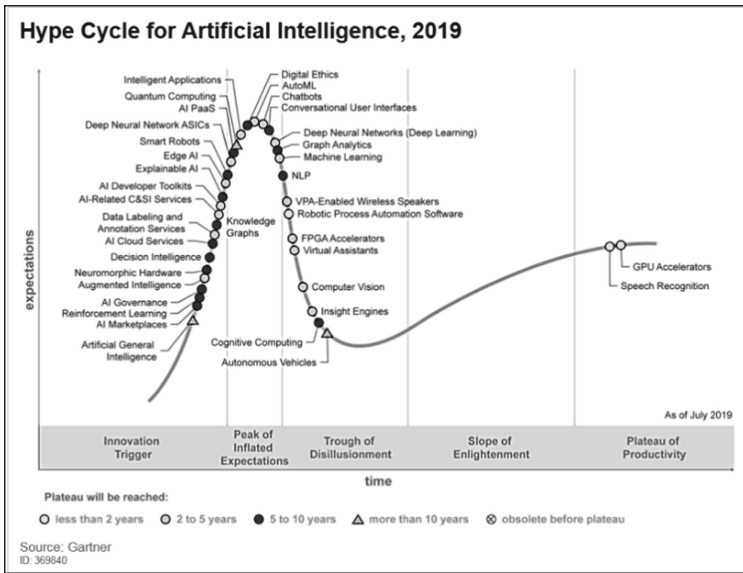 Hype Cycle for Artificial Intelligence, 2019
expectations
Intelligent Applications
Quantum Computing
AI PaaS
Deep Neural Network ASICs
Smart Robots
Edge AI
Explainable AI
AI Developer Toolkits
AI-Related C&SI Services
Data Labeling and
Annotation Services
AI Cloud Services
Decision Intelligence
Neuromorphic Hardware
Augmented Intelligence
AI Governance
Reinforcement Learning
AI Marketplaces
Artificial General
Intelligence
Knowledge
Graphs
Digital Ethics
AutoML
Chatbots
Conversational User Interfaces
Deep Neural Networks (Deep Learning)
Graph Analytics
Machine Learning
NLP
VPA-Enabled Wireless Speakers
Robotic Process Automation Software
FPGA Accelerators
Virtual Assistants
Computer Vision
Insight Engines
Cognitive Computing
Autonomous Vehicles
GPU Accelerators
Speech Recognition
As of July 2019
Innovation
Trigger
Peak of
Inflated
Expectations
Trough of
Disillusionment
Slope of
Enlightenment
Plateau of
Productivity
time
Plateau will be reached:
less than 2 years
2 to 5 years
5 to 10 years
more than 10 years
obsolete before plateau
Source: Gartner
ID: 369840